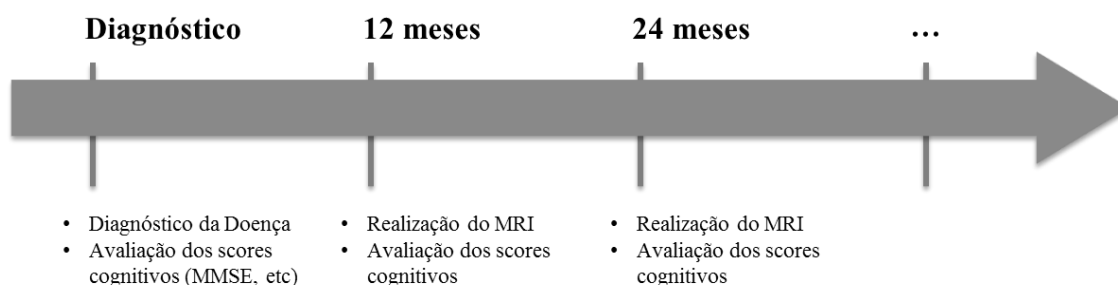 Diagnóstico
12 meses
24 meses
...
• Diagnóstico da Doença
• Avaliação dos scores
cognitivos (MMSE, etc)
• Realização do MRI
• Avaliação dos scores
cognitivos
• Realização do MRI
• Avaliação dos scores
cognitivos